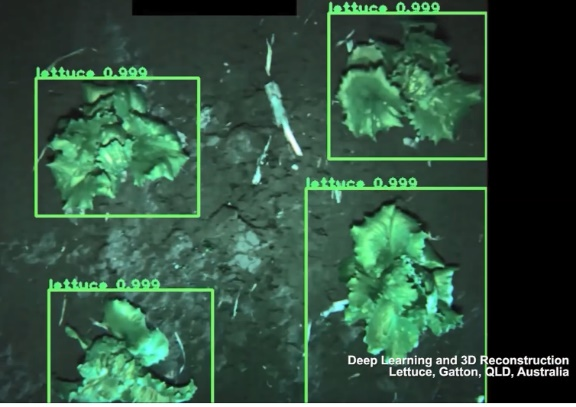 lettuce 0.999
lettuce 0.999
lettuce 0.999
lettuce 0.999
Deep Learning and 3D Reconstruction
Lettuce, Gatton, QLD, Australia